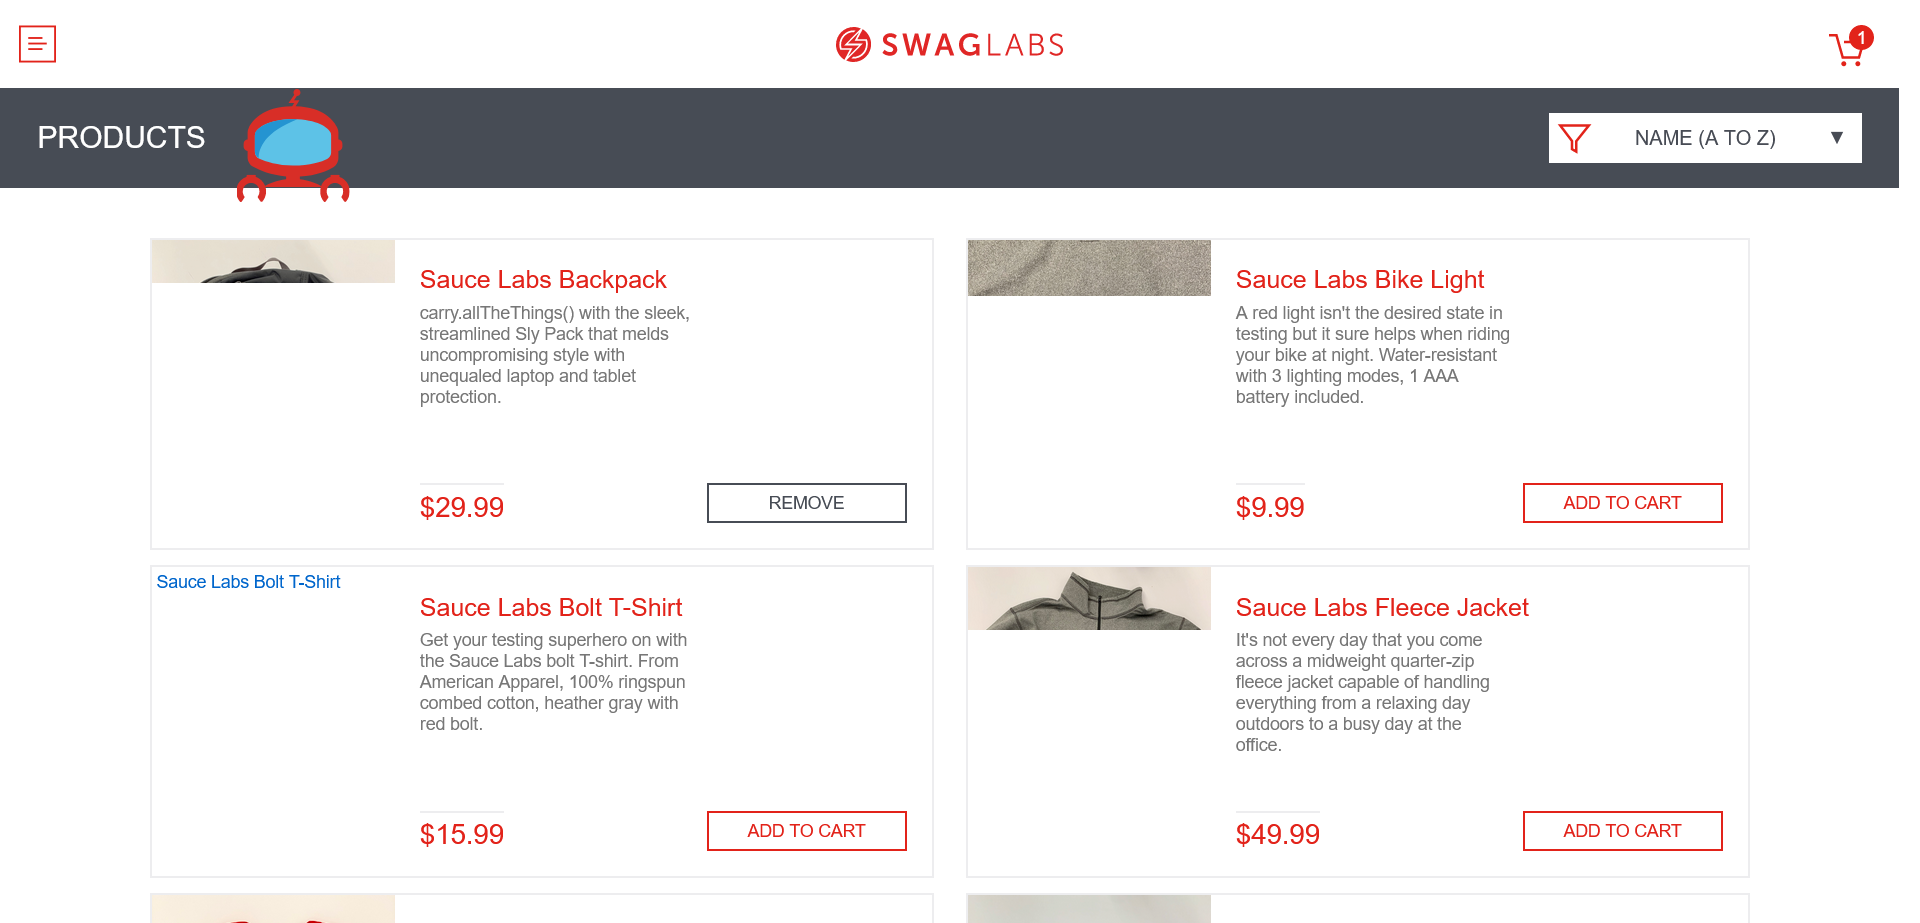 SWAGLABS
1
PRODUCTS
NAME (A TO Z)
Sauce Labs Backpack
carry.allTheThings() with the sleek,
streamlined Sly Pack that melds
uncompromising style with
unequaled laptop and tablet
protection.
$29.99
REMOVE
Sauce Labs Bike Light
A red light isn't the desired state in
testing but it sure helps when riding
your bike at night. Water-resistant
with 3 lighting modes, 1 AAA
battery included.
$9.99
ADD TO CART
Sauce Labs Bolt T-Shirt
Sauce Labs Bolt T-Shirt
Get your testing superhero on with
the Sauce Labs bolt T-shirt. From
American Apparel, 100% ringspun
combed cotton, heather gray with
red bolt.
$15.99
ADD TO CART
Sauce Labs Fleece Jacket
It's not every day that you come
across a midweight quarter-zip
fleece jacket capable of handling
everything from a relaxing day
outdoors to a busy day at the
office.
$49.99
ADD TO CART